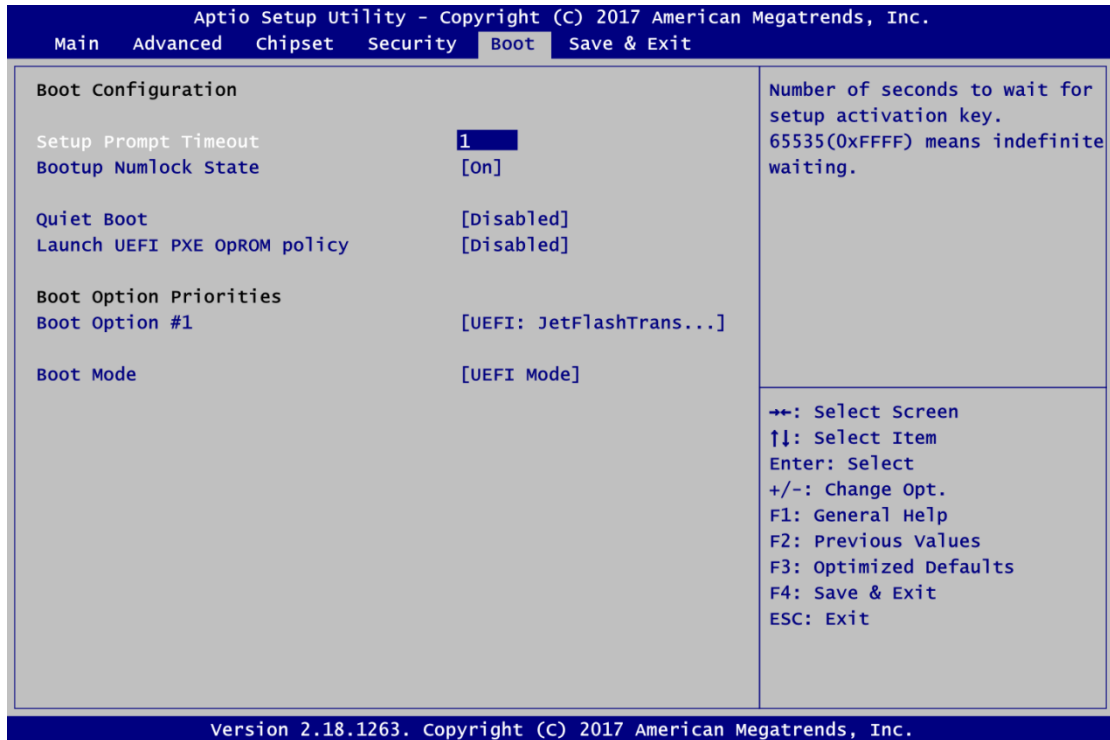 Aptio Setup Utility - Copyright (C) 2017 American Megatrends, Inc.
Main Advanced Chipset Security Boot Save & Exit
Boot Configuration
Setup Prompt Timeout 1
Bootup Numlock State [On]
Quiet Boot [Disabled]
Launch UEFI PXE OpROM policy [Disabled]
Boot Option Priorities
Boot Option #1 [UEFI: JetFlashTrans...]
Boot Mode [UEFI Mode]
Number of seconds to wait for
setup activation key.
65535(0xFFFF) means indefinite
waiting.
→←: Select Screen
↑↓: Select Item
Enter: Select
+/-: Change Opt.
F1: General Help
F2: Previous Values
F3: Optimized Defaults
F4: Save & Exit
ESC: Exit
Version 2.18.1263. Copyright (C) 2017 American Megatrends, Inc.